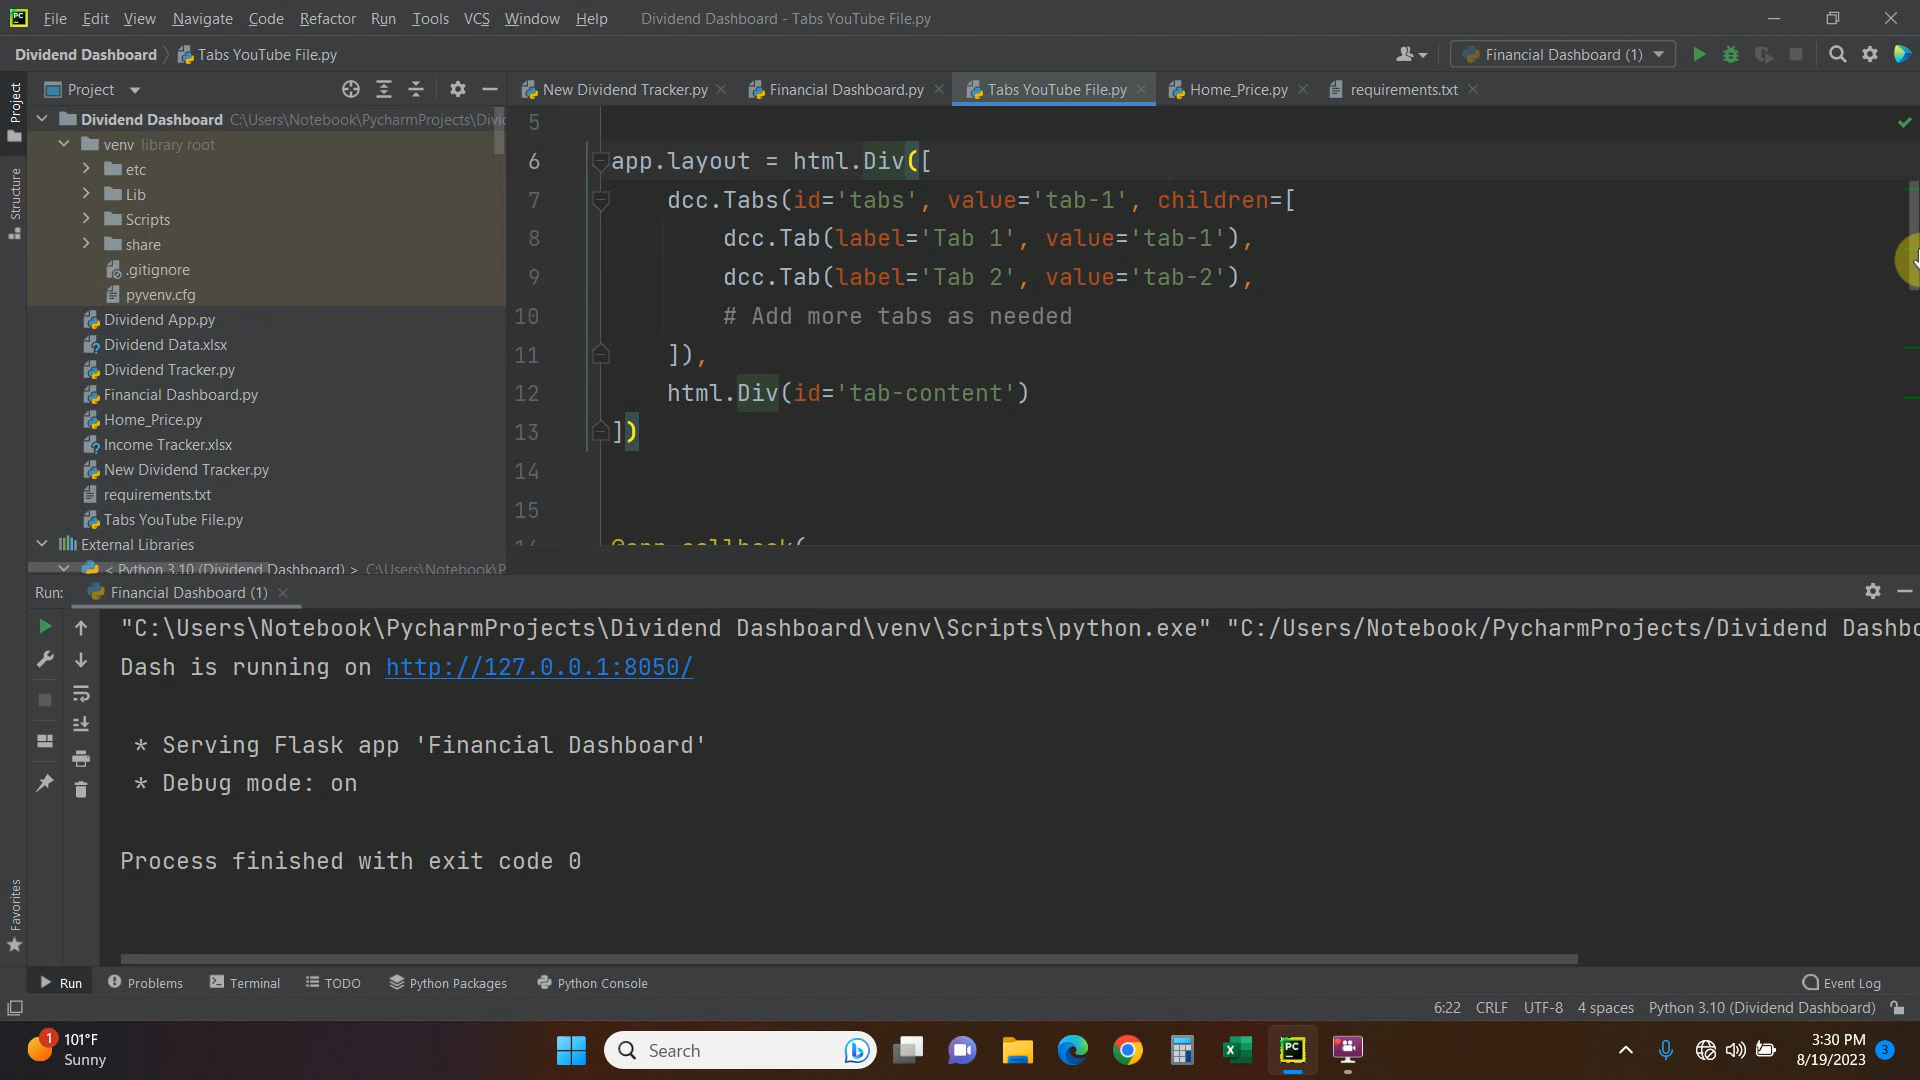 File Edit View Navigate Code Refactor Run Tools VCS Window Help Dividend Dashboard - Tabs YouTube File.py
Dividend Dashboard Tabs YouTube File.py Financial Dashboard (1)
Project
Project New Dividend Tracker.py Financial Dashboard.py Tabs YouTube File.py Home_Price.py requirements.txt
Dividend Dashboard C:\Users\Notebook\PycharmProjects\Divi
venv library root
etc
Lib
Scripts
share
.gitignore
pyvenv.cfg
Dividend App.py
Dividend Data.xlsx
Dividend Tracker.py
Financial Dashboard.py
Home_Price.py
Income Tracker.xlsx
New Dividend Tracker.py
requirements.txt
Tabs YouTube File.py
External Libraries
< Python 3.10 (Dividend Dashboard) > C:\Users\Notebook\P
Structure
5
6 app.layout = html.Div([
7 dcc.Tabs(id='tabs', value='tab-1', children=[
8 dcc.Tab(label='Tab 1', value='tab-1'),
9 dcc.Tab(label='Tab 2', value='tab-2'),
10 # Add more tabs as needed
11 ]),
12 html.Div(id='tab-content')
13 ])
14
15
Run: Financial Dashboard (1)
"C:\Users\Notebook\PycharmProjects\Dividend Dashboard\venv\Scripts\python.exe" "C:/Users/Notebook/PycharmProjects/Dividend Dashbo
Dash is running on http://127.0.0.1:8050/
* Serving Flask app 'Financial Dashboard'
* Debug mode: on
Process finished with exit code 0
Favorites
Run Problems Terminal TODO Python Packages Python Console Event Log
6:22 CRLF UTF-8 4 spaces Python 3.10 (Dividend Dashboard)
1 101°F
Sunny
Search
PC
3:30 PM
8/19/2023 3